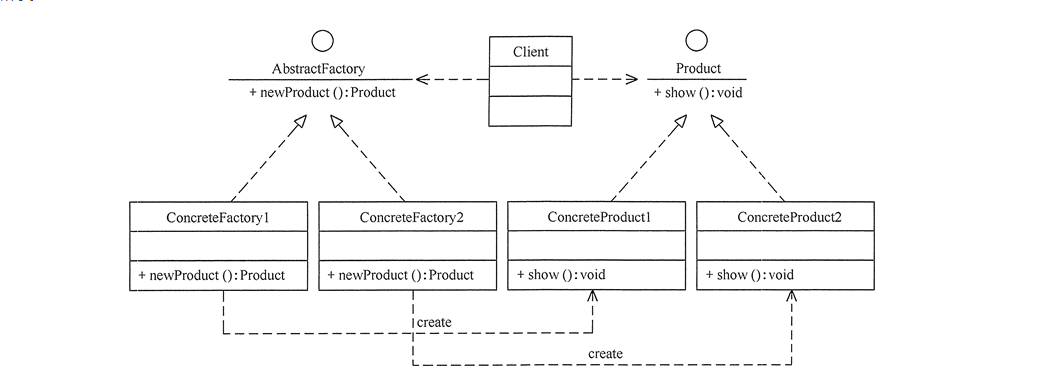 Client
AbstractFactory
Product
+ newProduct (): Product
+ show (): void
ConcreteFactory1
ConcreteFactory2
ConcreteProduct1
ConcreteProduct2
+ newProduct (): Product
+ newProduct (): Product
+ show (): void
+ show (): void
create
create